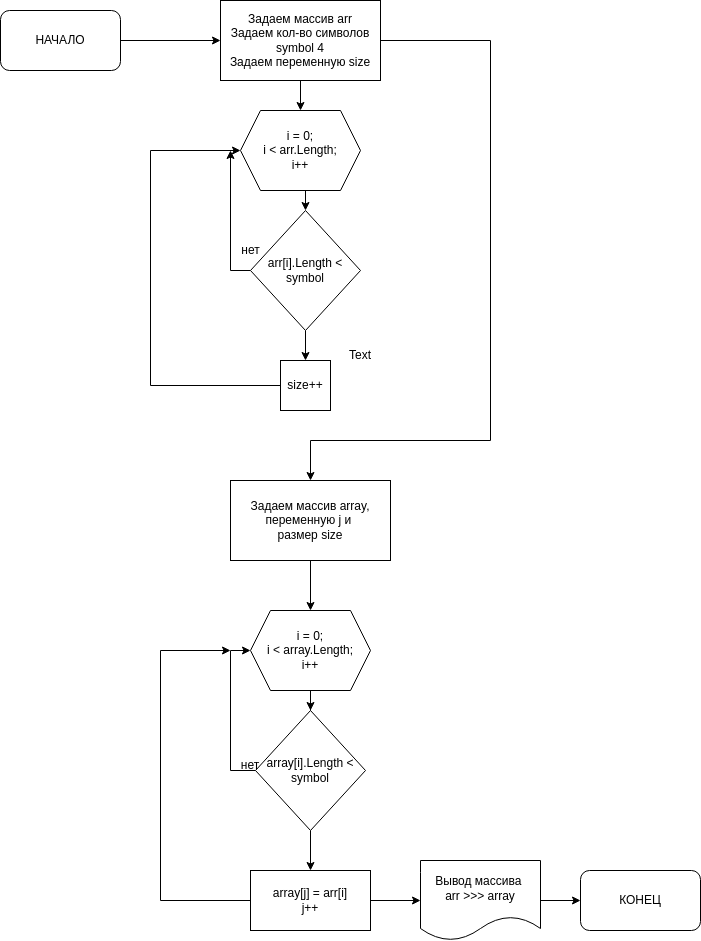 НАЧАЛО
Задаем массив arr
Задаем кол-во символов
symbol 4
Задаем переменную size
i = 0;
i < arr.Length;
i++
нет
arr[i].Length <
symbol
Text
size++
Задаем массив array,
переменную j и
размер size
i = 0;
i < array.Length;
i++
нет
array[i].Length <
symbol
array[j] = arr[i]
j++
Вывод массива
arr >>> array
КОНЕЦ